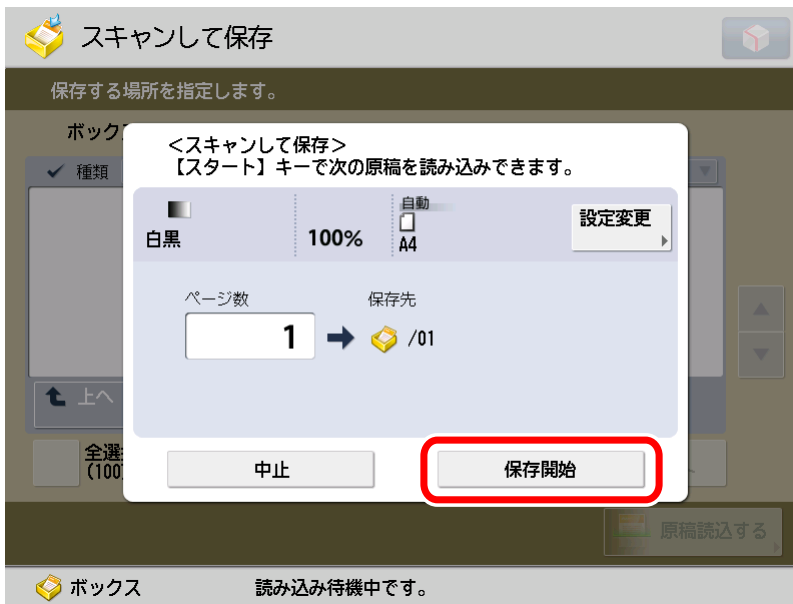 スキャンして保存
保存する場所を指定します。
ボック
種類
<スキャンして保存>
【スタート】キーで次の原稿を読み込みできます。
白黒
100%
自動
A4
設定変更
ページ数
保存先
1
/01
上へ
全選
(100
中止
保存開始
原稿読込する
ボックス
読み込み待機中です。